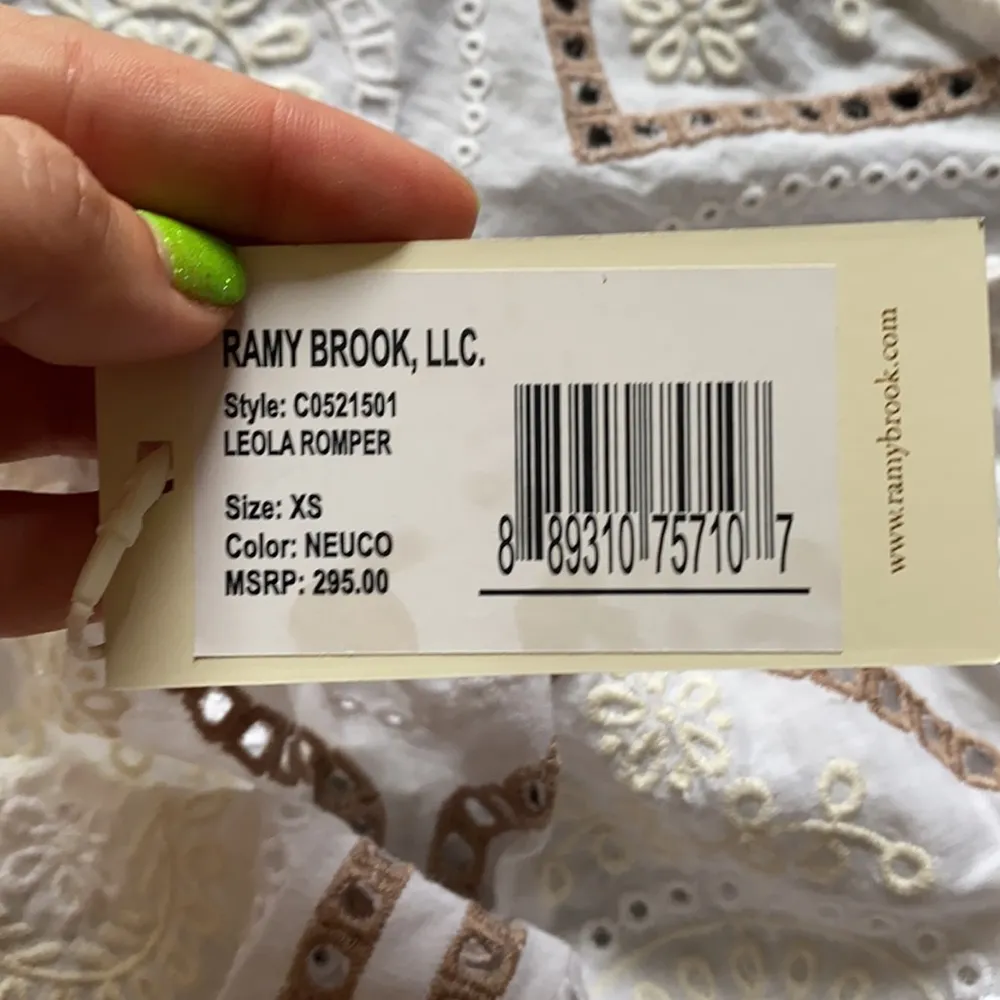 RAMY BROOK, LLC.
Style: C0521501
LEOLA ROMPER
Size: XS
Color: NEUCO
MSRP: 295.00
8 89310 75710 7
www.ramybrook.com